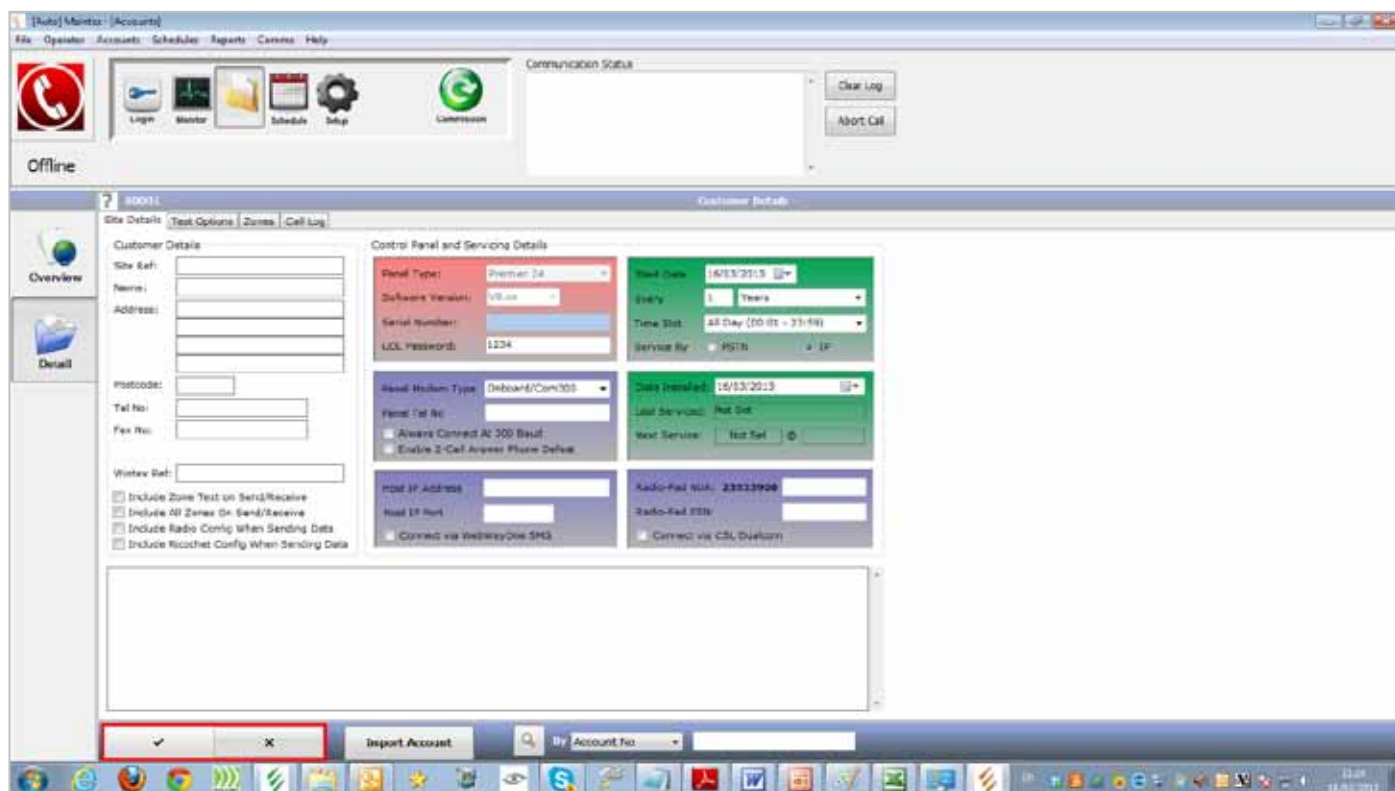 [Auto] Maintex - [Accounts]
File Operator Accounts Schedules Reports Comms Help
Communication Status
Clear Log
Login Monitor Schedule Setup Commission
Abort Call
Offline
Customer Details
Site Details Test Options Zones Call Log
Customer Details
Control Panel and Servicing Details
Overview
Site Ref:
Name:
Address:
Detail
Postcode:
Tel No:
Fax No:
Wintex Ref:
Include Zone Text on Send/Receive
Include All Zones On Send/Receive
Include Radio Config When Sending Data
Include Ricochet Config When Sending Data
Panel Type: Premier 24
Software Version:
Serial Number:
UDL Password: 1234
Start Date 16/03/2013
Every 1 Years
Time Slot All Day (00:01 - 23:59)
Service By PSTN IP
Panel Modem Type Onboard/Com300
Panel Tel No
Always Connect At 300 Baud
Enable 2-Call Answer Phone Defeat
Date Installed: 16/03/2013
Last Serviced: Not Set
Next Service: Not Set @
Host IP Address
Host IP Port
Connect via WebWayOne SMS
Radio-Pad NUA:
Connect via CSL Dualcom
Import Account By Account No